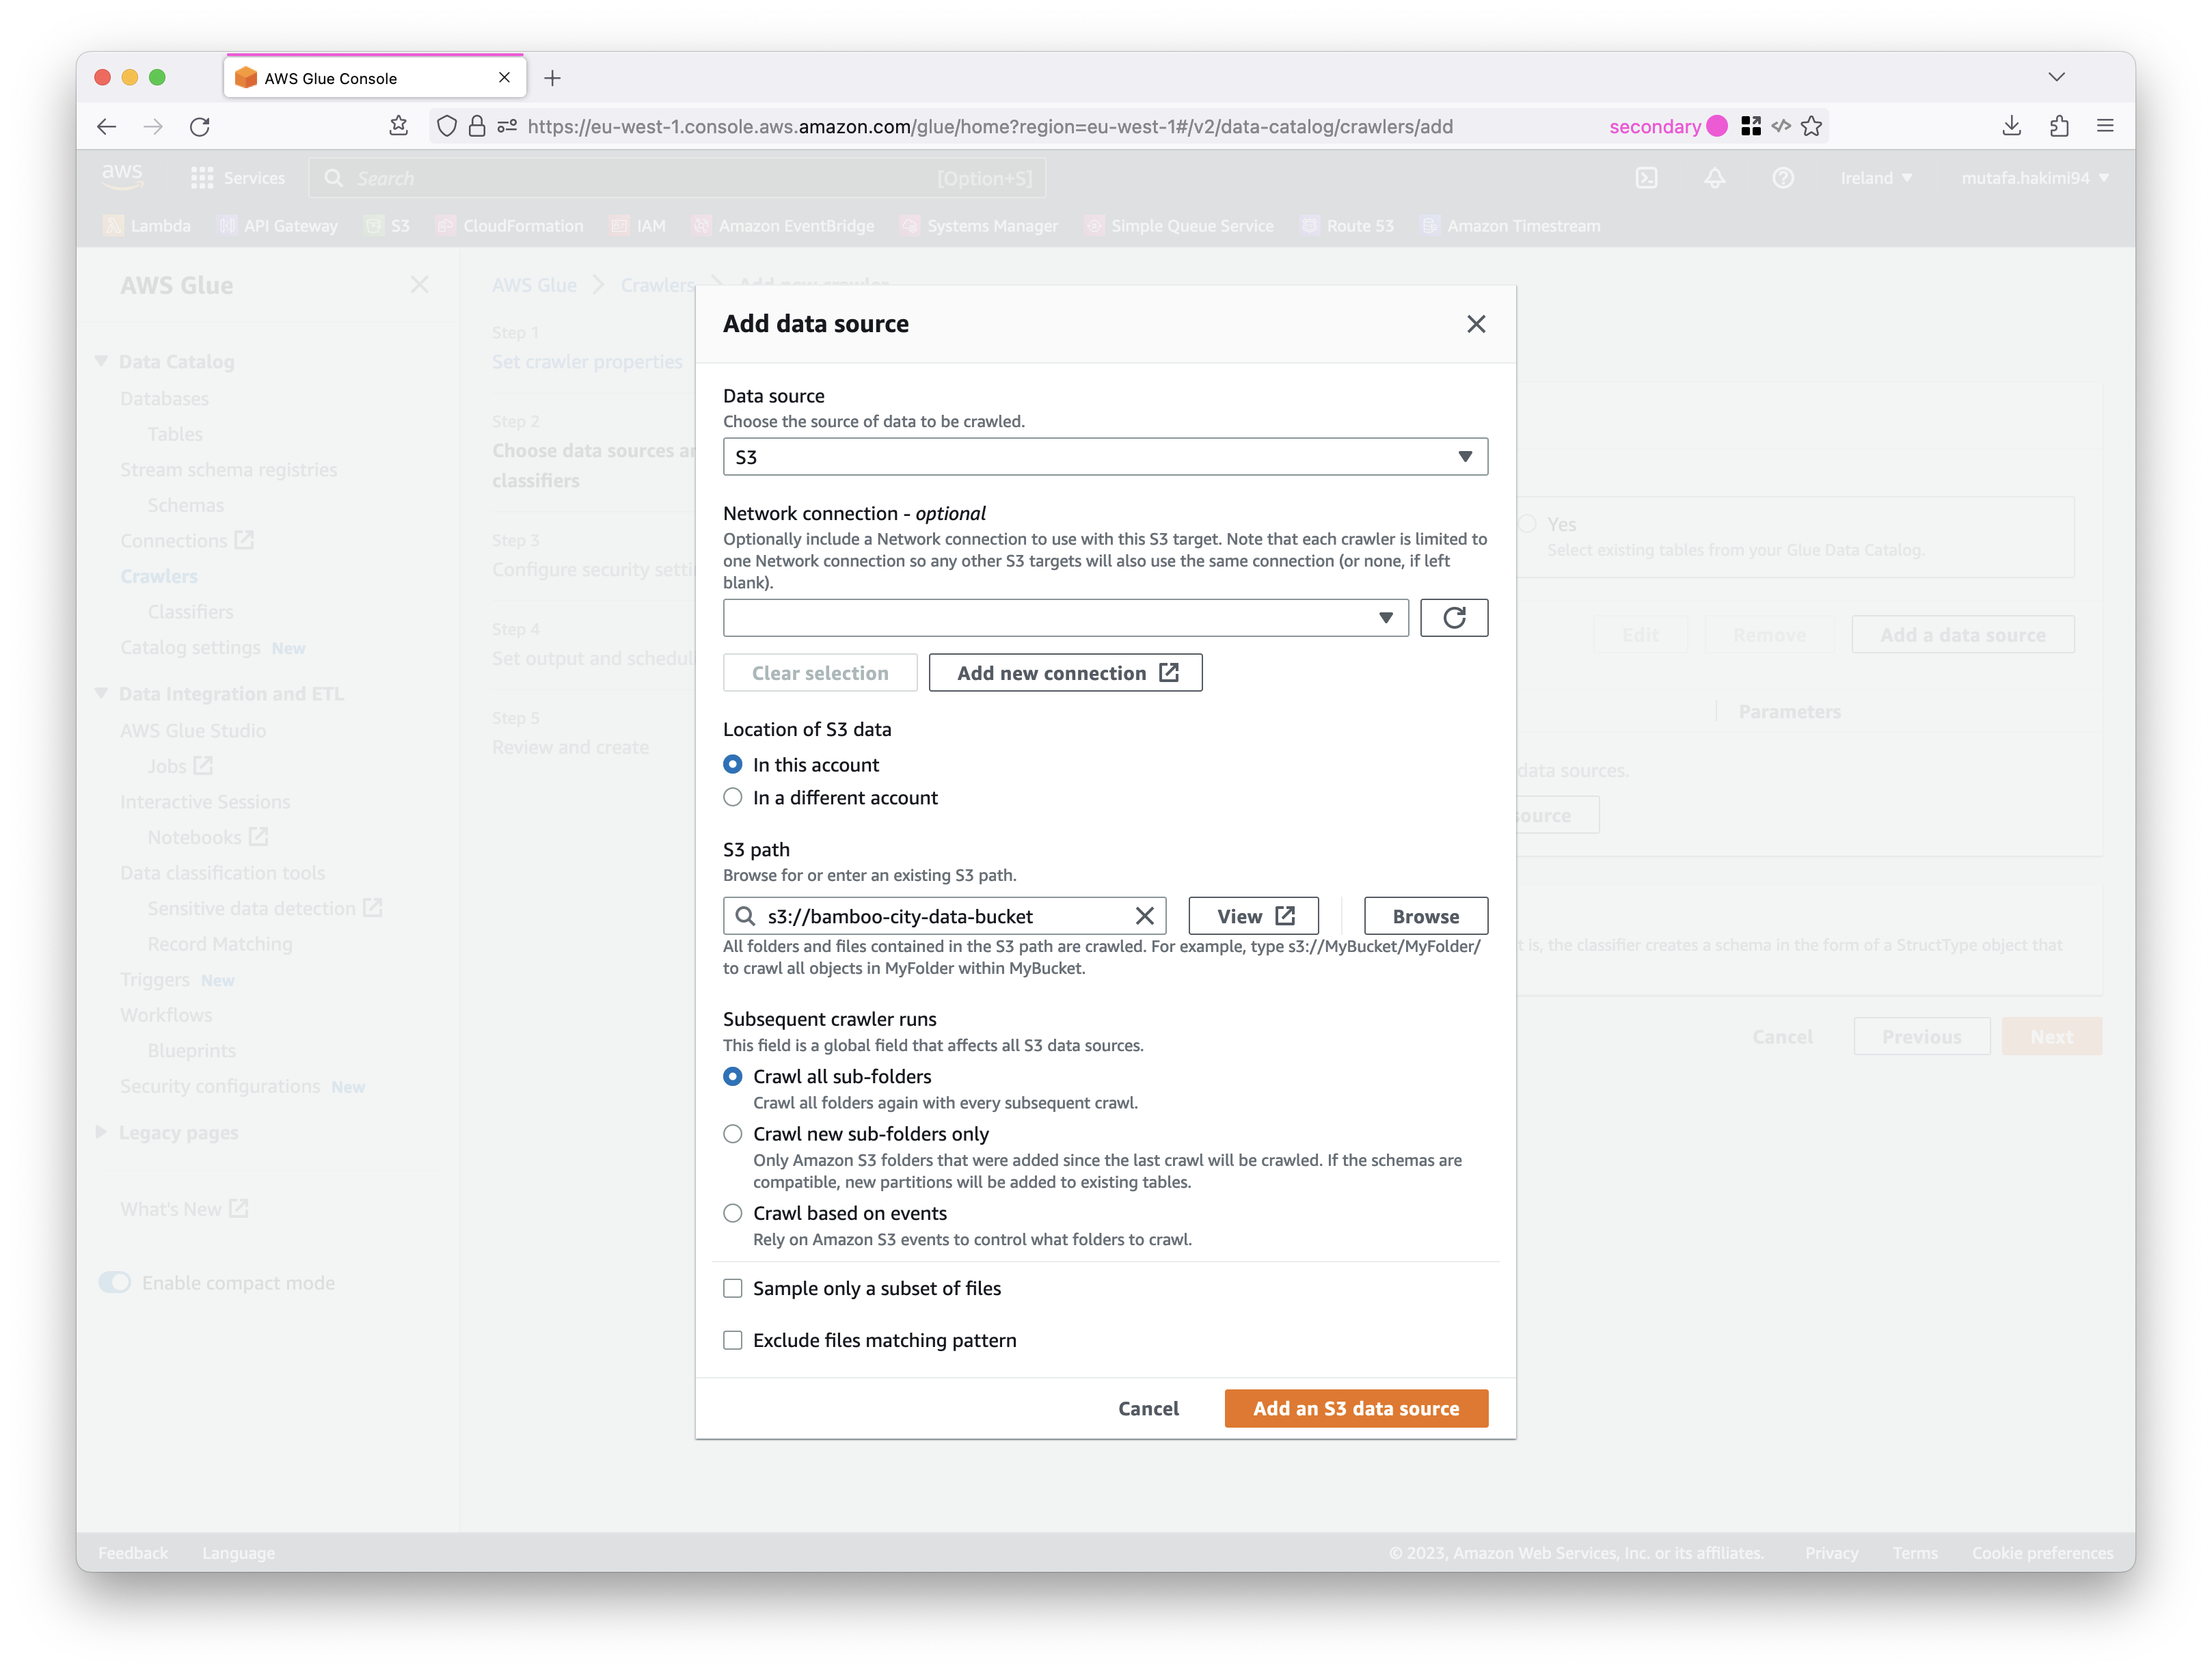 AWS Glue Console
https://eu-west-1.console.aws.amazon.com/glue/home?region=eu-west-1#/v2/data-catalog/crawlers/add
secondary
aws
Services
Search
[Option+S]
Ireland
mutafa.hakimi94
Lambda
API Gateway
S3
CloudFormation
IAM
Amazon EventBridge
Systems Manager
Simple Queue Service
Route 53
Amazon Timestream
AWS Glue
Data Catalog
Databases
Tables
Stream schema registries
Schemas
Connections
Crawlers
Classifiers
Catalog settings New
Data Integration and ETL
AWS Glue Studio
Jobs
Interactive Sessions
Notebooks
Data classification tools
Sensitive data detection
Record Matching
Triggers New
Workflows
Blueprints
Security configurations New
Legacy pages
What's New
Enable compact mode
AWS Glue
Crawlers
Add new crawler
Step 1
Set crawler properties
Step 2
Choose data sources
classifiers
Step 3
Configure security
Step 4
Set output and
Step 5
Review and create
Add data source
Data source
Choose the source of data to be crawled.
S3
Network connection - optional
Optionally include a Network connection to use with this S3 target. Note that each crawler is limited to
one Network connection so any other S3 targets will also use the same connection (or none, if left
blank).
Clear selection
Add new connection
Location of S3 data
In this account
In a different account
S3 path
Browse for or enter an existing S3 path.
s3://bamboo-city-data-bucket
View
Browse
All folders and files contained in the S3 path are crawled. For example, type s3://MyBucket/MyFolder/
to crawl all objects in MyFolder within MyBucket.
Subsequent crawler runs
This field is a global field that affects all S3 data sources.
Crawl all sub-folders
Crawl all folders again with every subsequent crawl.
Crawl new sub-folders only
Only Amazon S3 folders that were added since the last crawl will be crawled. If the schemas are
compatible, new partitions will be added to existing tables.
Crawl based on events
Rely on Amazon S3 events to control what folders to crawl.
Sample only a subset of files
Exclude files matching pattern
Cancel
Add an S3 data source
Yes
Select existing tables from your Glue Data Catalog.
Edit
Remove
Add a data source
Parameters
data sources.
source
is, the classifier creates a schema in the form of a StructType object that
Cancel
Previous
Next
Feedback
Language
© 2023, Amazon Web Services, Inc. or its affiliates.
Privacy
Terms
Cookie preferences